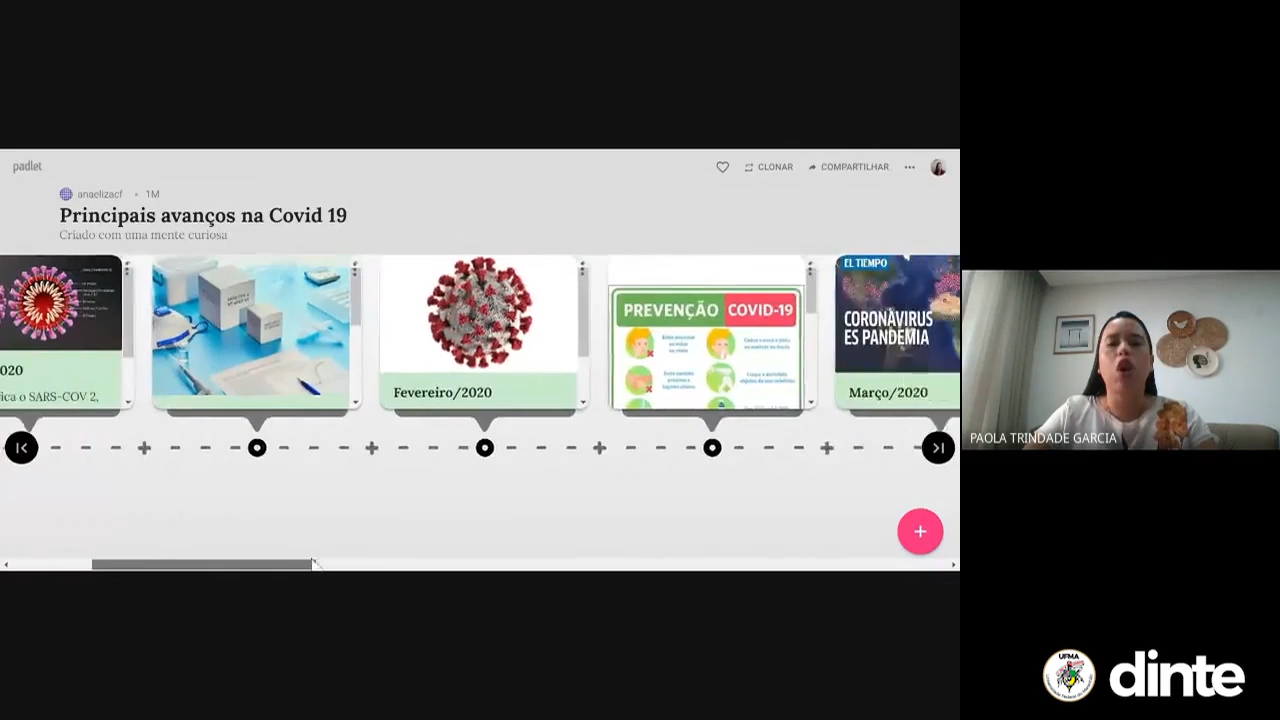 padlet
CLONAR
COMPARTILHAR
anaelizacf • 1M
Principais avanços na Covid 19
Criado com uma mente curiosa
020
ica o SARS-COV 2,
Fevereiro/2020
PREVENÇÃO COVID-19
EL TIEMPO
CORONAVIRUS
ES PANDEMIA
Março/2020
PAOLA TRINDADE GARCIA
UFMA
dinte